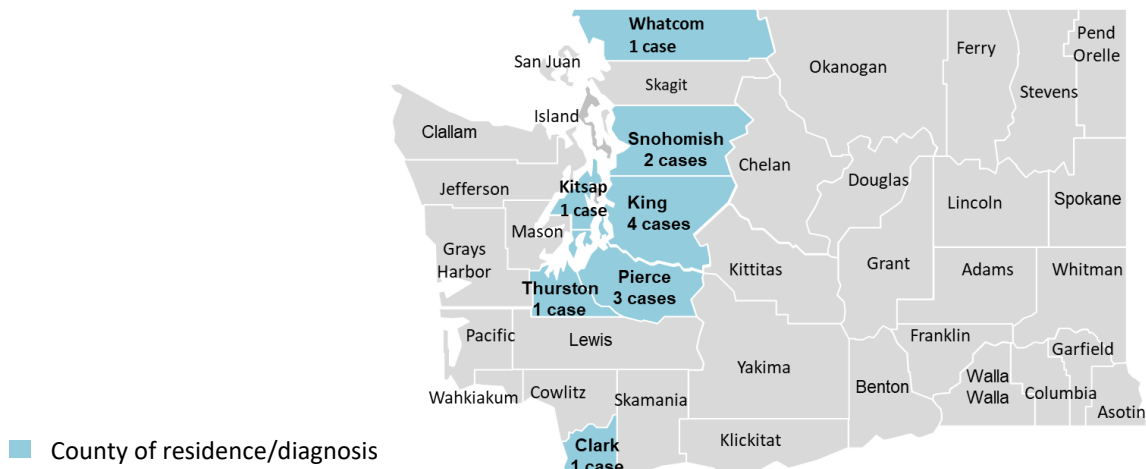 Whatcom
1 case
San Juan
Skagit
Okanogan
Ferry
Pend
Orelle
Stevens
Island
Clallam
Snohomish
2 cases
Chelan
Douglas
Jefferson
Kitsap
1 case
King
4 cases
Lincoln
Spokane
Mason
Grays
Harbor
Kittitas
Grant
Adams
Whitman
Thurston
1 case
Pierce
3 cases
Pacific
Lewis
Franklin
Garfield
Yakima
Wahkiakum
Cowlitz
Skamania
Benton
Walla
Walla
Columbia
Asotin
Klickitat
Clark
1 case
County of residence/diagnosis